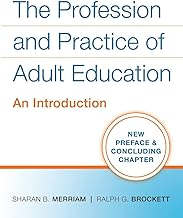 The Profession
and Practice of
Adult Education
An Introduction
NEW
PREFACE &
CONCLUDING
CHAPTER
SHARAN B. MERRIAM | RALPH G. BROCKETT